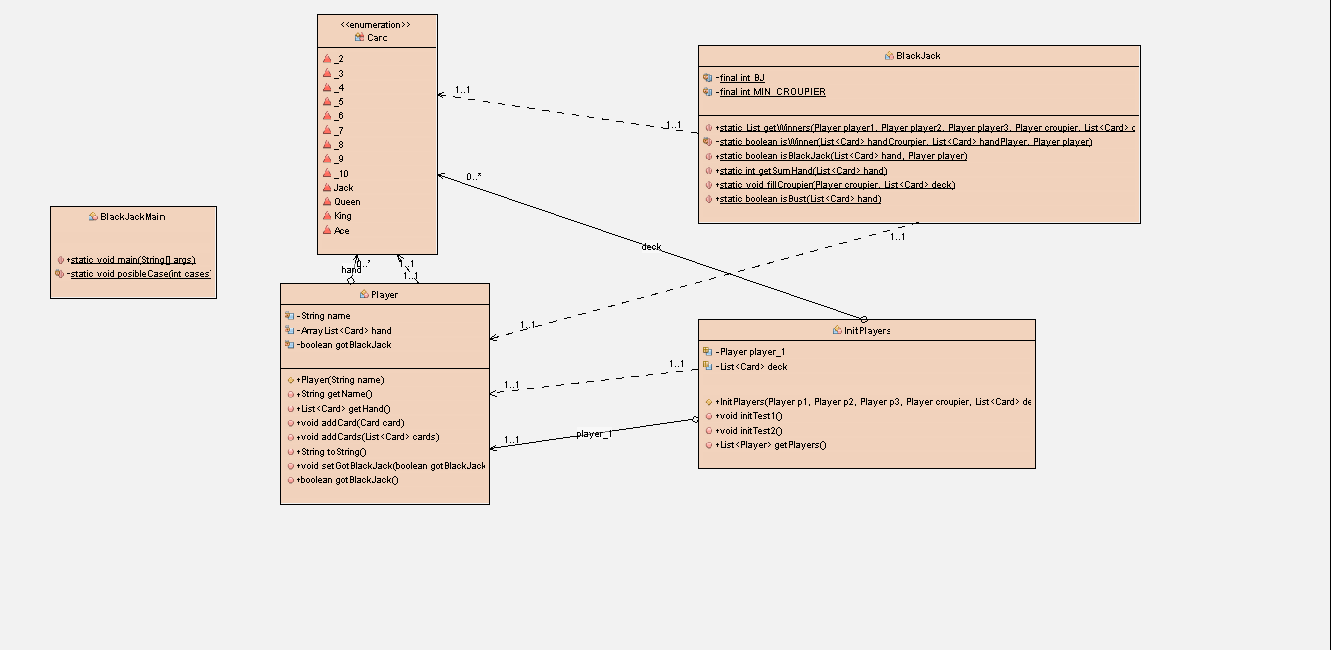 <<enumeration>>
Card
_2
_3
_4
_5
_6
_7
_8
_9
_10
Jack
Queen
King
Ace
BlackJack
-final int BJ
-final int MIN_CROUPIER
+static List getWinners(Player player1, Player player2, Player player3, Player croupier, List<Card> c
-static boolean isWinner(List<Card> handCrourpier, List<Card> handPlayer, Player player)
+static boolean isBlackJack(List<Card> hand, Player player)
+static int getSumHand(List<Card> hand)
+static void fillCroupier(Player croupier, List<Card> deck)
+static boolean isBust(List<Card> hand)
1..1
1..1
0..*
deck
1..1
BlackJackMain
+static void main(String[] args)
-static void posibleCase(int cases)
hand
0..*
1..1
1..1
Player
-String name
-ArrayList<Card> hand
-boolean gotBlackJack
+Player(String name)
+String getName()
+List<Card> getHand()
+void addCard(Card card)
+void addCards(List<Card> cards)
+String toString()
+void setGotBlackJack(boolean gotBlackJack
+boolean gotBlackJack()
1..1
1..1
1..1
1..1
player_1
InitPlayers
-Player player_1
-List<Card> deck
+InitPlayers(Player p1, Player p2, Player p3, Player croupier, List<Card> de
+void initTest1()
+void initTest2()
+List<Player> getPlayers()